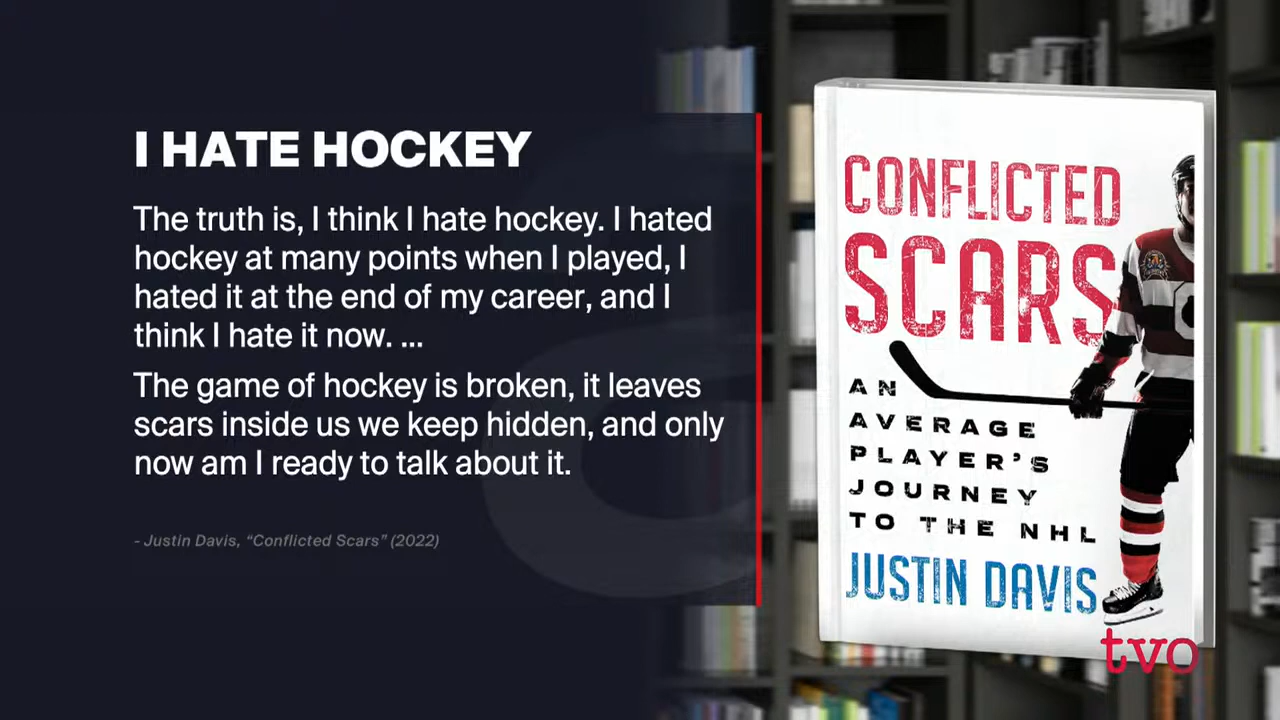 I HATE HOCKEY
The truth is, I think I hate hockey. I hated
hockey at many points when I played, I
hated it at the end of my career, and I
think I hate it now. ...
The game of hockey is broken, it leaves
scars inside us we keep hidden, and only
now am I ready to talk about it.
- Justin Davis, “Conflicted Scars” (2022)
CONFLICTED
SCARS
AN
AVERAGE
PLAYER’S
JOURNEY
TO THE NHL
JUSTIN DAVIS
tvo